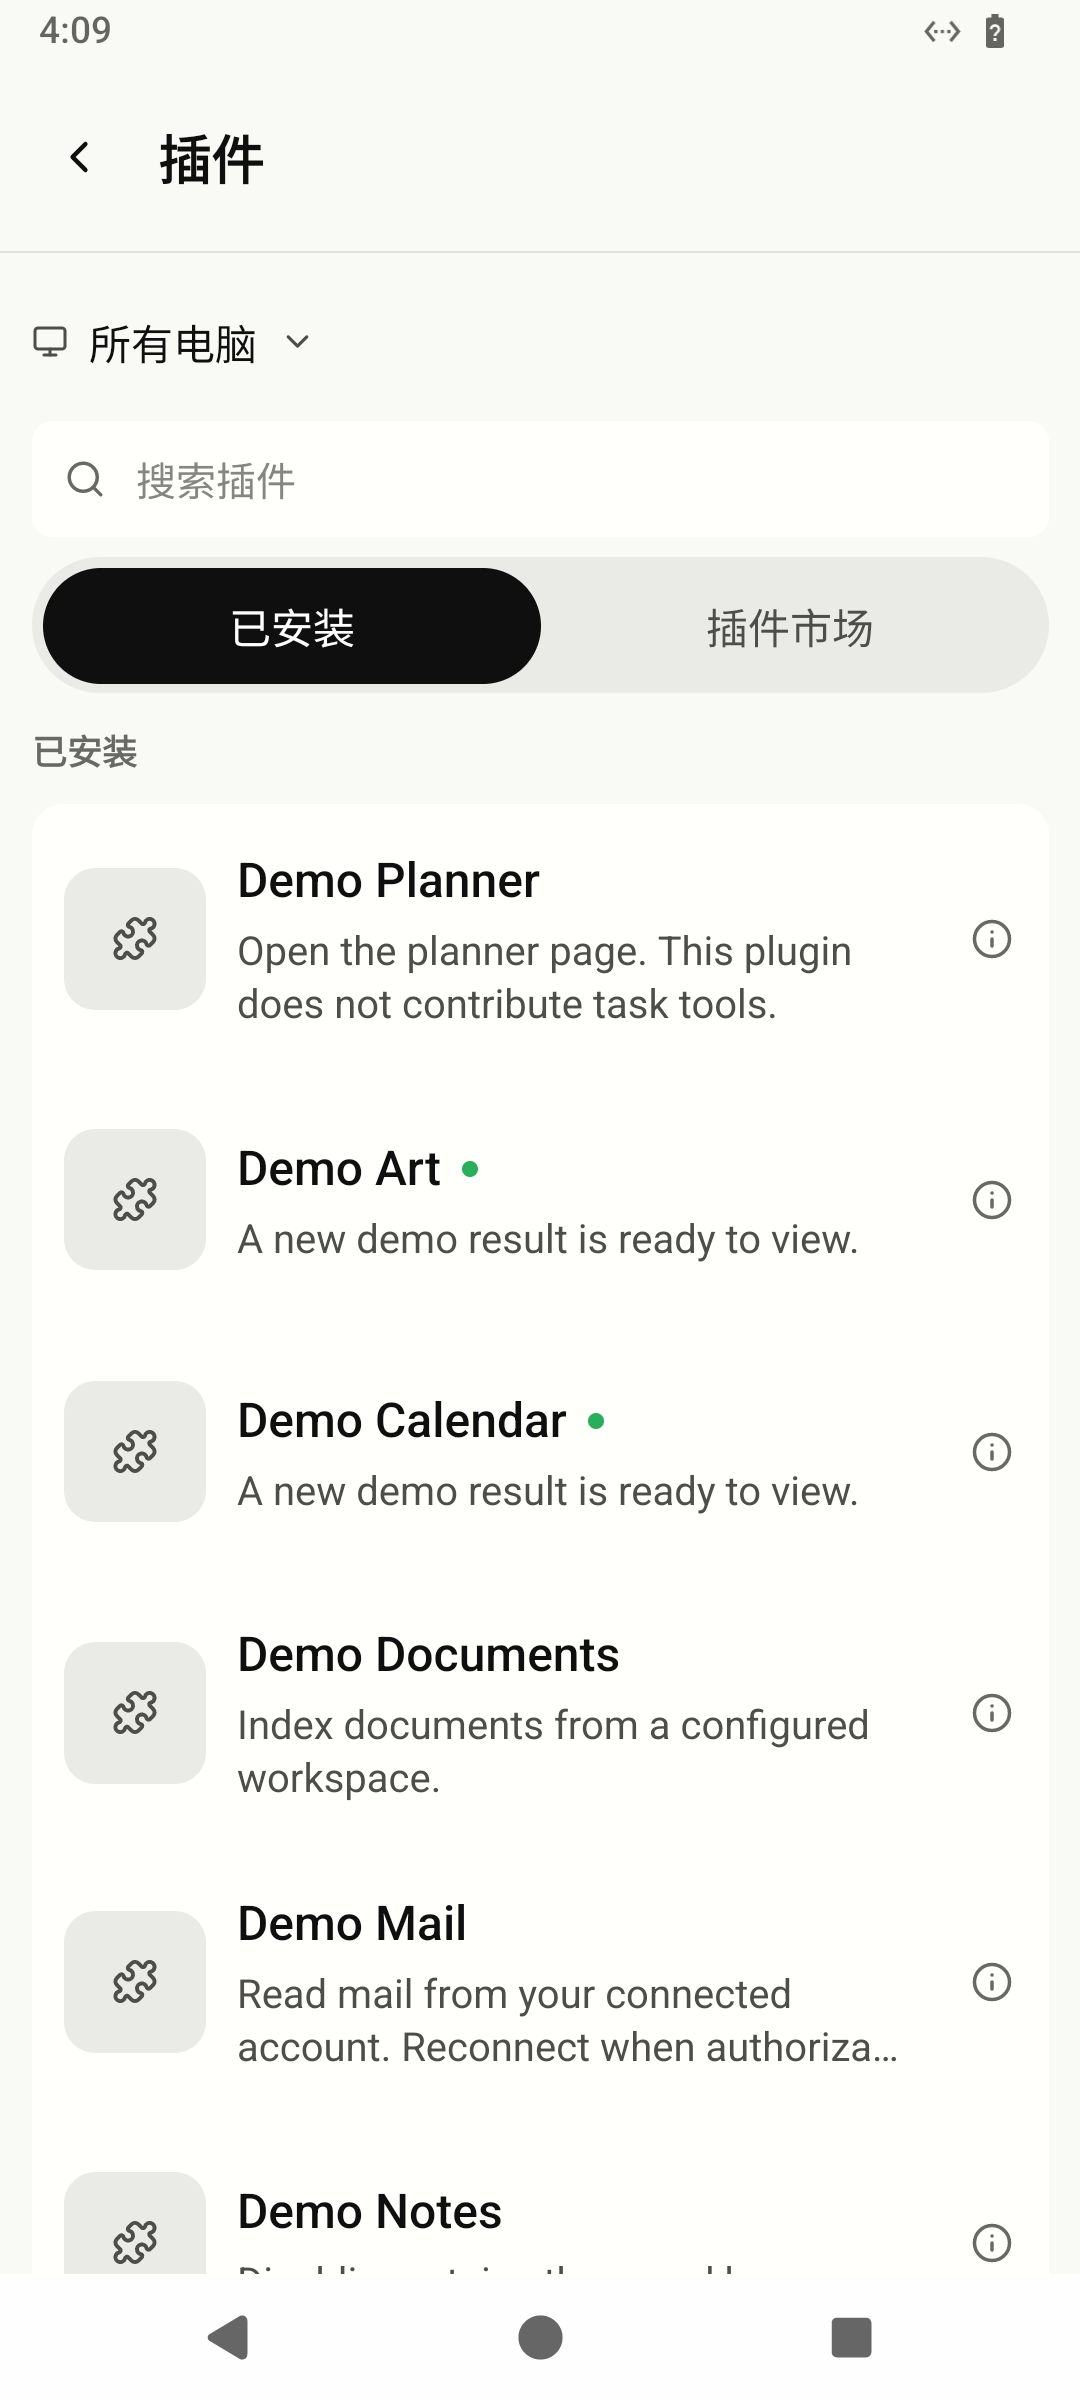 4:09
插件
所有电脑
搜索插件
已安装
插件市场
已安装
Demo Planner
Open the planner page. This plugin
does not contribute task tools.
Demo Art
A new demo result is ready to view.
Demo Calendar
A new demo result is ready to view.
Demo Documents
Index documents from a configured
workspace.
Demo Mail
Read mail from your connected
account. Reconnect when authoriza…
Demo Notes